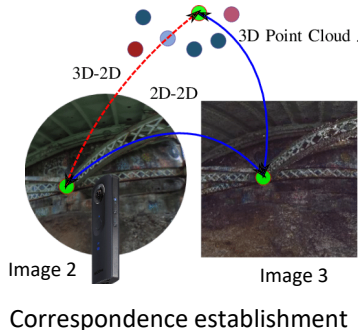 3D Point Cloud .
3D-2D
2D-2D
Image 2
Image 3
Correspondence establishment